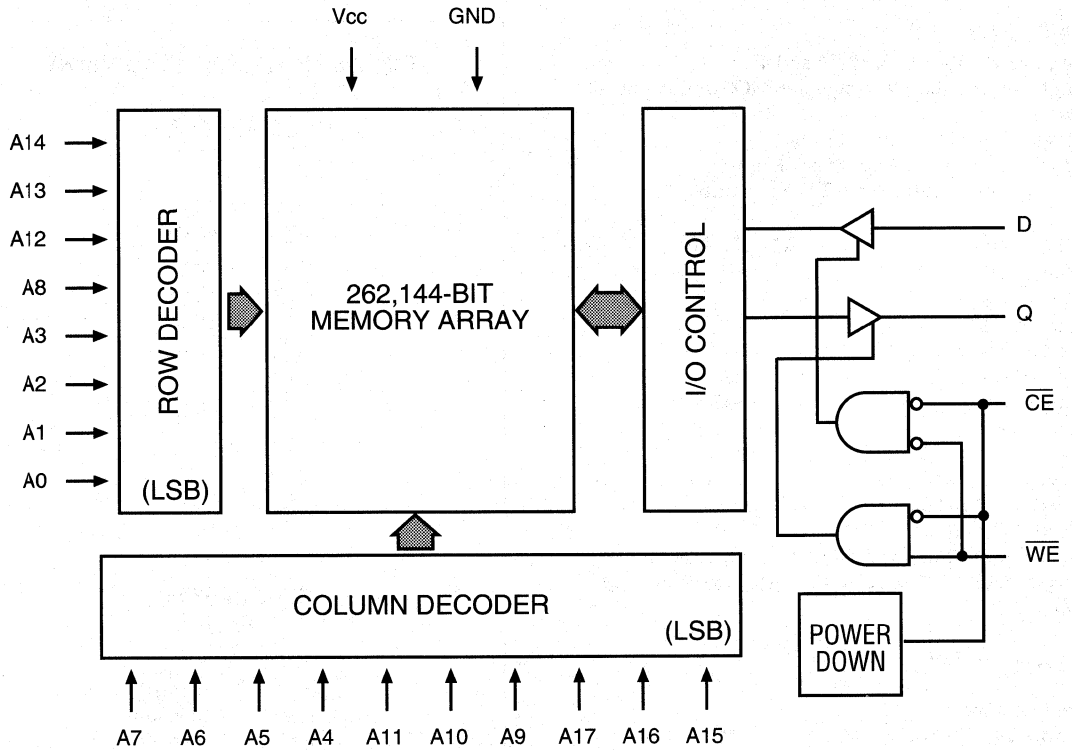 Vcc GND
A14
A13
A12
A8
A3
A2
A1
A0
ROW DECODER
(LSB)
262,144-BIT
MEMORY ARRAY
I/O CONTROL
D
Q
CE
WE
POWER
DOWN
COLUMN DECODER
(LSB)
A7 A6 A5 A4 A11 A10 A9 A17 A16 A15